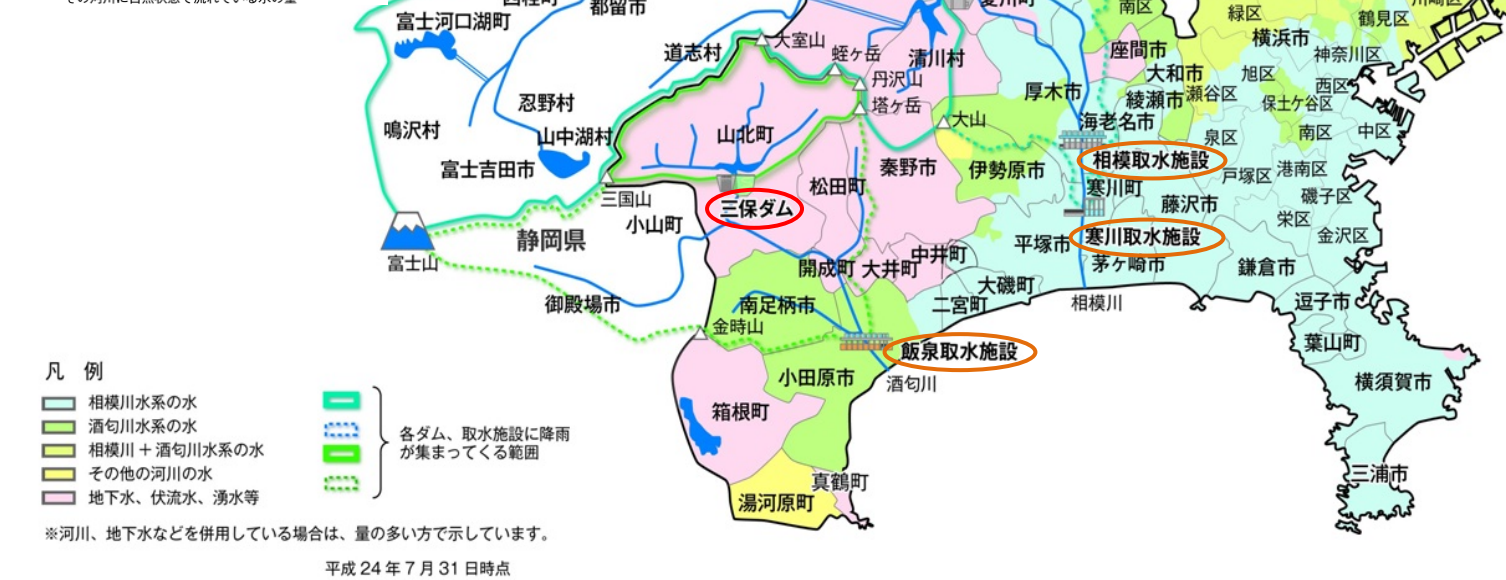 富士河口湖町
都留市
道志村
大室山
蛭ヶ岳
丹沢山
塔ヶ岳
清川村
愛川町
南区
緑区
鶴見区
座間市
横浜市
神奈川区
大和市
旭区
西区
厚木市
綾瀬市
瀬谷区
保土ケ谷区
忍野村
鳴沢村
山中湖村
山北町
大山
海老名市
泉区
南区
中区
富士吉田市
秦野市
伊勢原市
相模取水施設
戸塚区
港南区
松田町
三国山
寒川町
磯子区
三保ダム
藤沢市
栄区
小山町
静岡県
平塚市
寒川取水施設
金沢区
富士山
開成町
大井町
中井町
茅ヶ崎市
鎌倉市
大磯町
御殿場市
南足柄市
二宮町
相模川
逗子市
金時山
葉山町
飯泉取水施設
小田原市
酒匂川
横須賀市
箱根町
三浦市
真鶴町
湯河原町
凡 例
相模川水系の水
酒匂川水系の水
相模川＋酒匂川水系の水
その他の河川の水
地下水、伏流水、湧水等
各ダム、取水施設に降雨
が集まってくる範囲
※河川、地下水などを併用している場合は、量の多い方で示しています。
平成 24 年 7 月 31 日時点